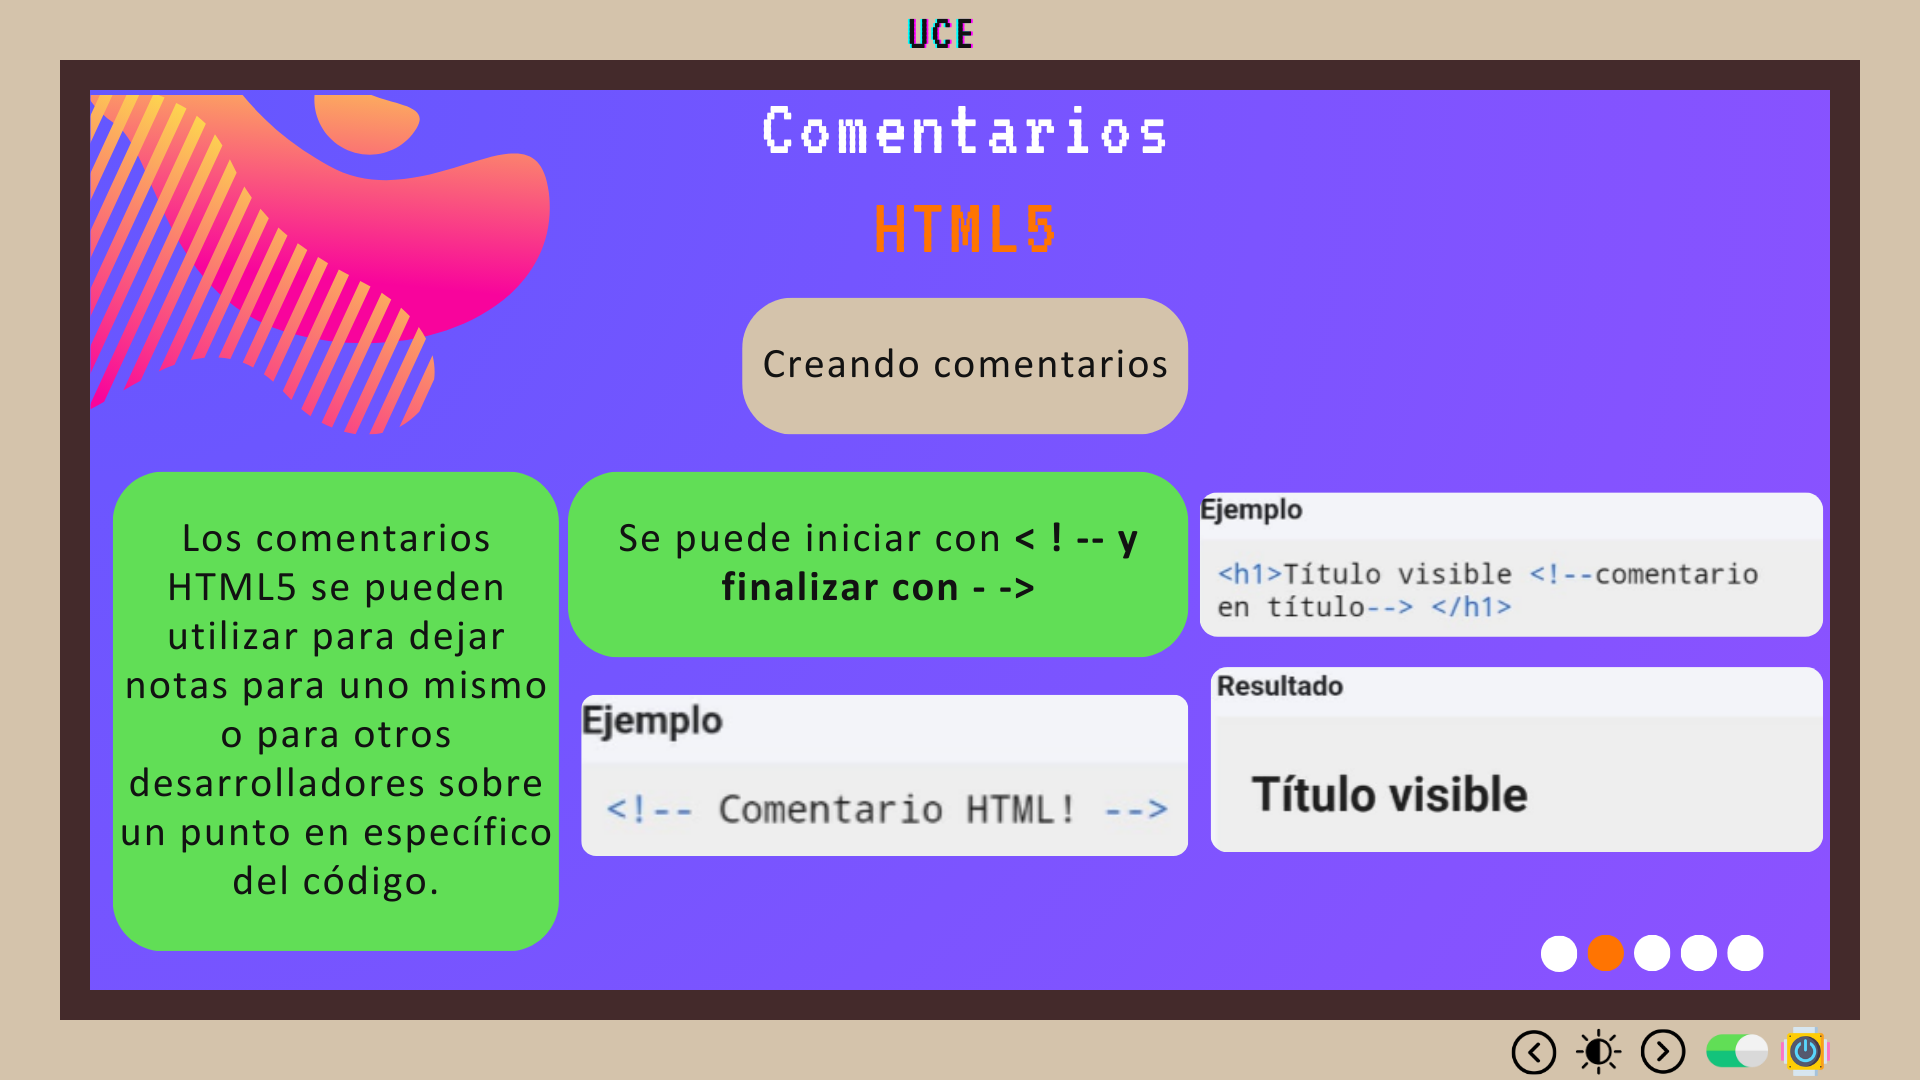 UCE
Comentarios
HTML5
Creando comentarios
Los comentarios
HTML5 se pueden
utilizar para dejar
notas para uno mismo
o para otros
desarrolladores sobre
un punto en específico
del código.
Se puede iniciar con < ! -- y
finalizar con - ->
Ejemplo
<!-- Comentario HTML! -->
Ejemplo
<h1>Título visible <!--comentario
en título--> </h1>
Resultado
Título visible